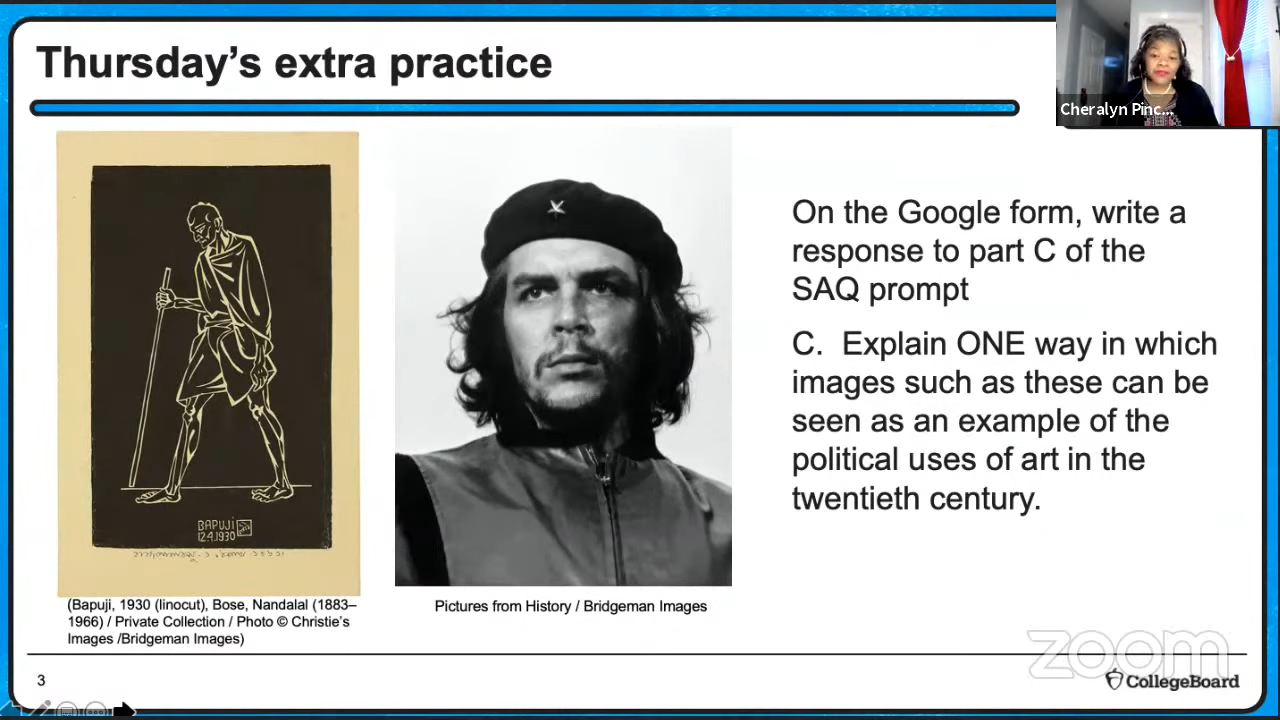 Thursday's extra practice
Cheralyn Pinc...
On the Google form, write a
response to part C of the
SAQ prompt
C. Explain ONE way in which
images such as these can be
seen as an example of the
political uses of art in the
twentieth century.
BAPUJI
12.4.1930
(Bapuji, 1930 (linocut), Bose, Nandalal (1883–
1966) / Private Collection / Photo © Christie's
Images /Bridgeman Images)
Pictures from History / Bridgeman Images
zoom
3
CollegeBoard